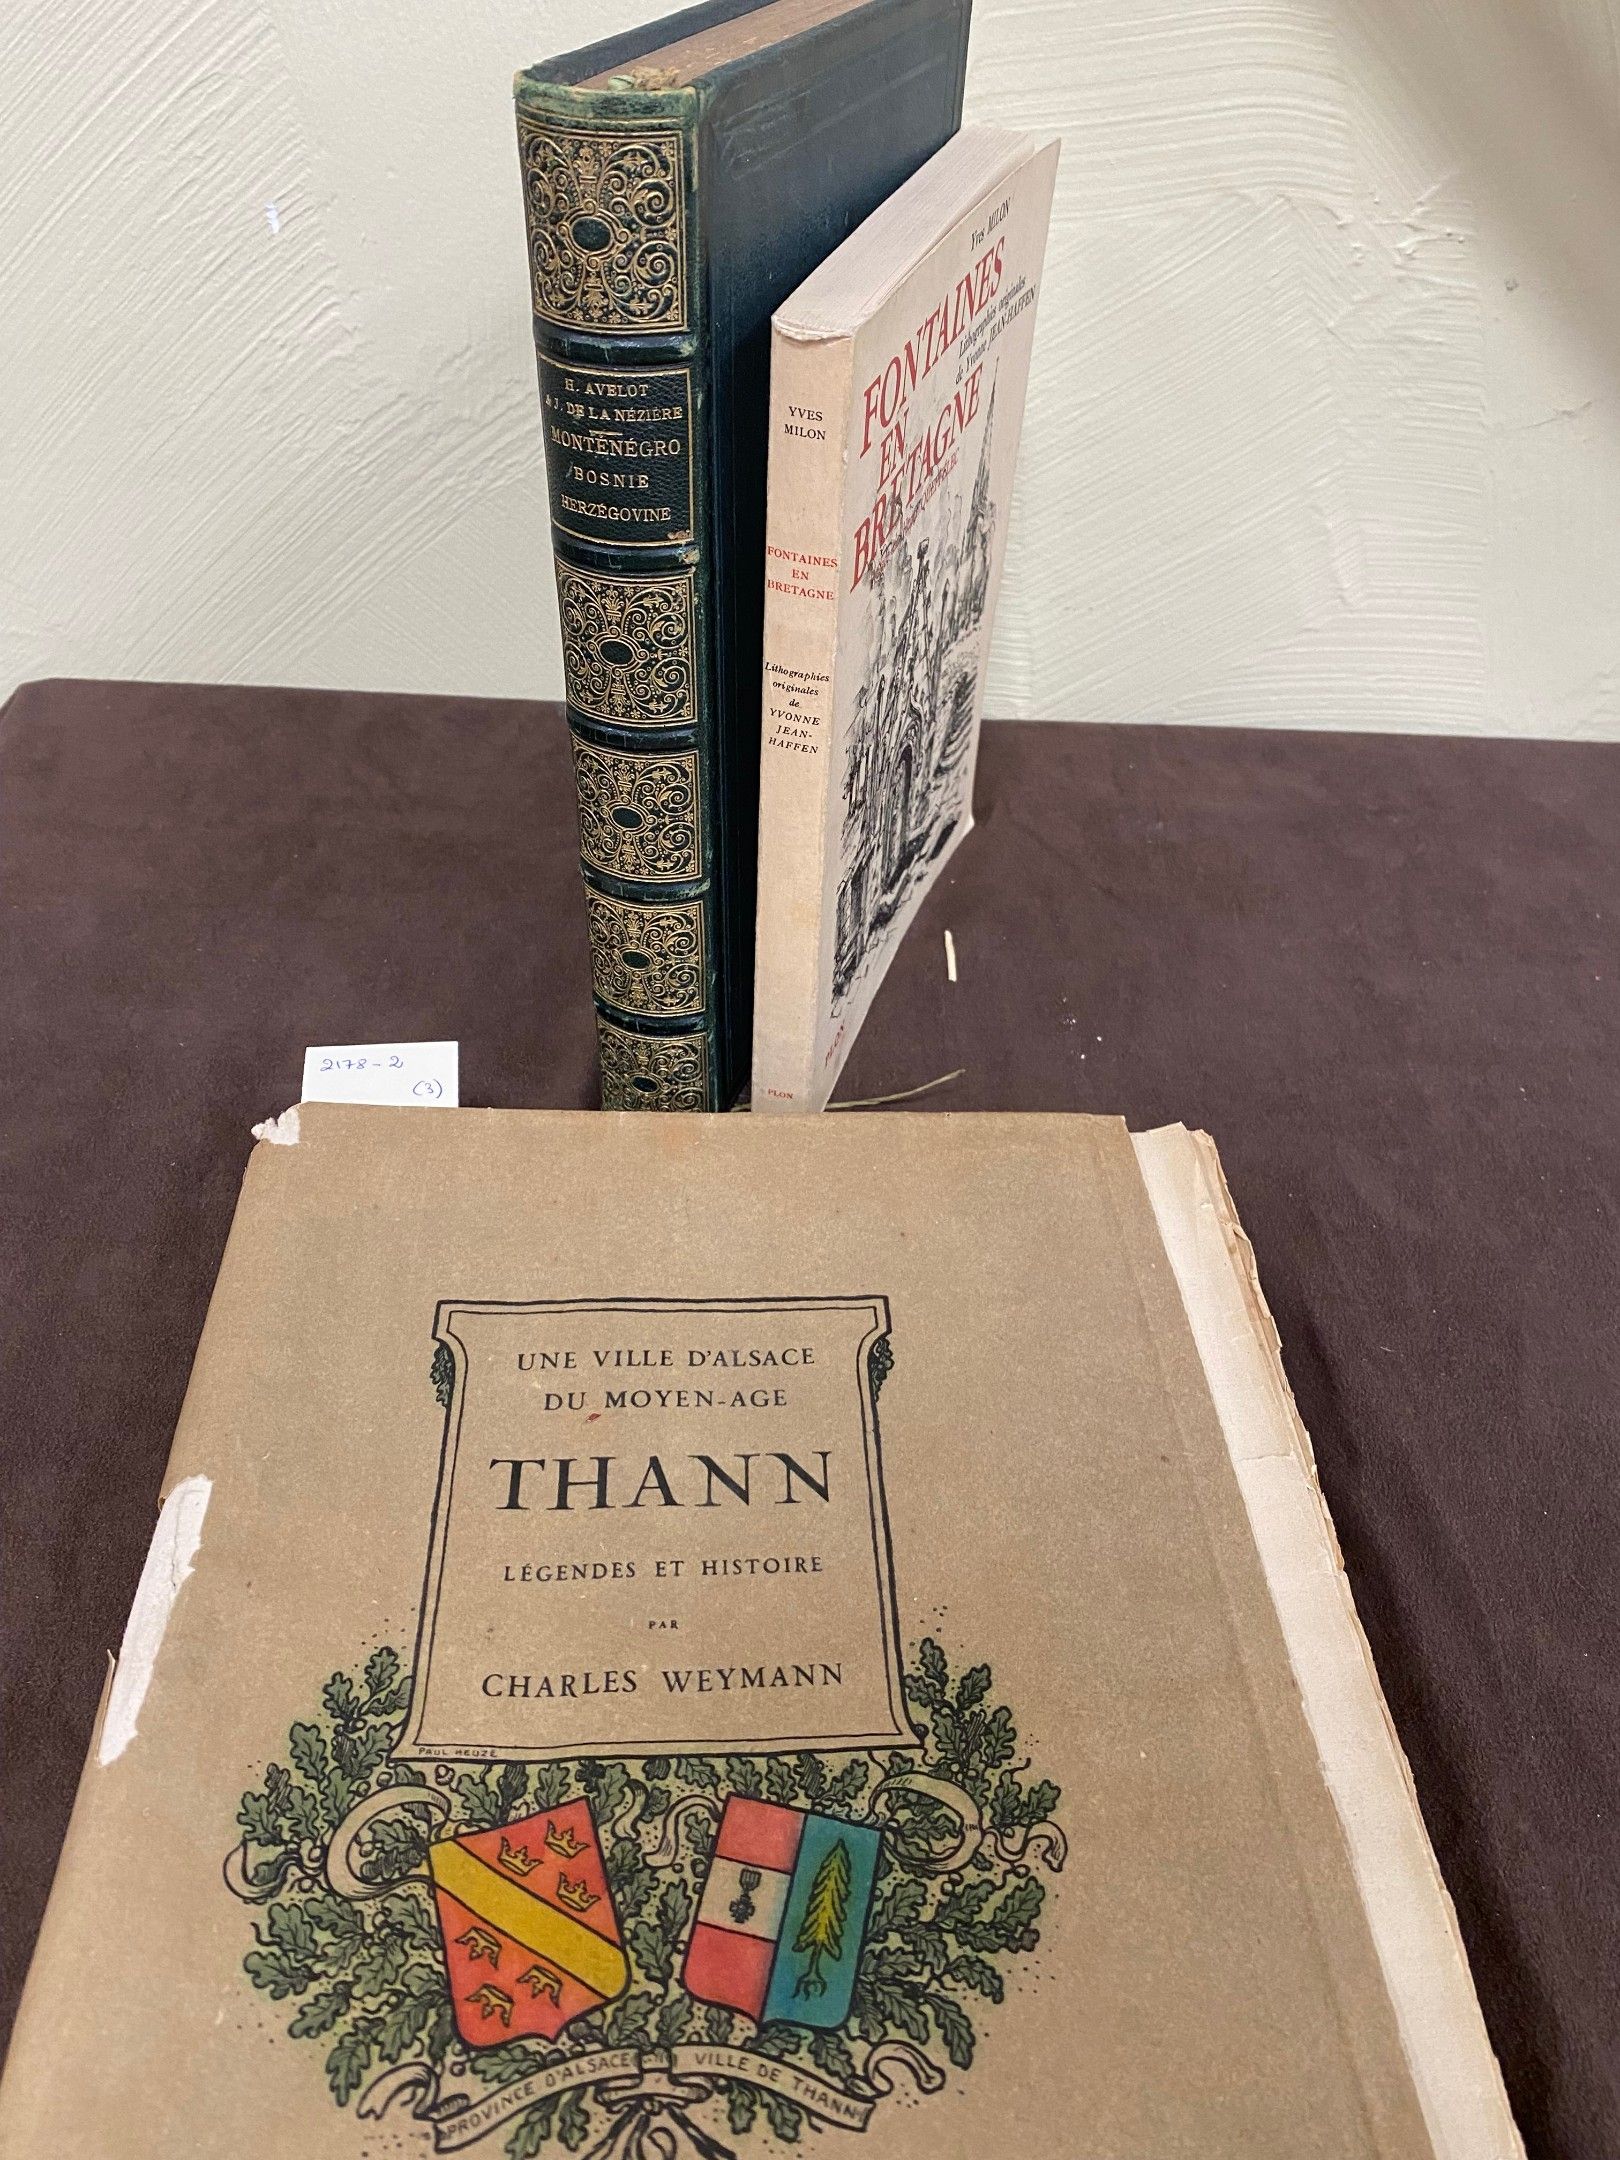 H. AVELOT
& J. DE LA NÉZIÈRE
MONTÉNÉGRO
BOSNIE
HERZÉGOVINE
YVES
MILON
FONTAINES
EN
BRETAGNE
Lithographies
originales
de
YVONNE
JEAN-
HAFFEN
PLON
Yves MILON
FONTAINES
EN
BRETAGNE
Lithographies originales
de Yvonne JEAN-HAFFEN
PLON
2178-2
(3)
UNE VILLE D'ALSACE
DU MOYEN-AGE
THANN
LÉGENDES ET HISTOIRE
PAR
CHARLES WEYMANN
PAUL HEUZÉ
PROVINCE D'ALSACE
VILLE DE THANN